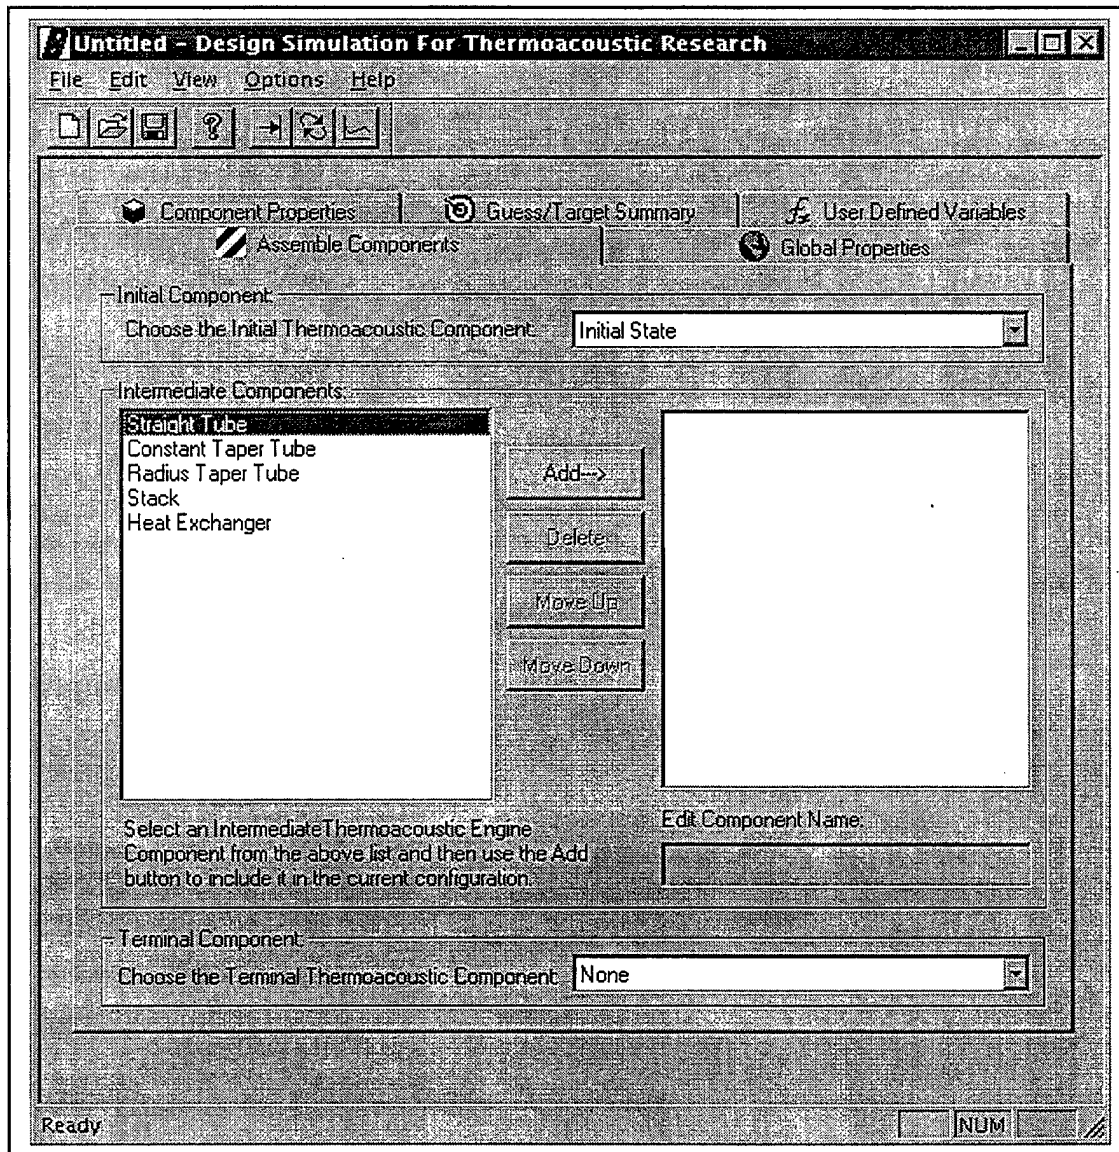 Untitled - Design Simulation For Thermoacoustic Research
File Edit View Options Help
Component Properties Guess/Target Summary User Defined Variables
Assemble Components Global Properties
Initial Component:
Choose the Initial Thermoacoustic Component: Initial State
Intermediate Components:
Straight Tube
Constant Taper Tube
Radius Taper Tube
Stack
Heat Exchanger
Add--->
Delete
Move Up
Move Down
Select an IntermediateThermoacoustic Engine
Component from the above list and then use the Add
button to include it in the current configuration.
Edit Component Name:
Terminal Component:
Choose the Terminal Thermoacoustic Component: None
Ready NUM